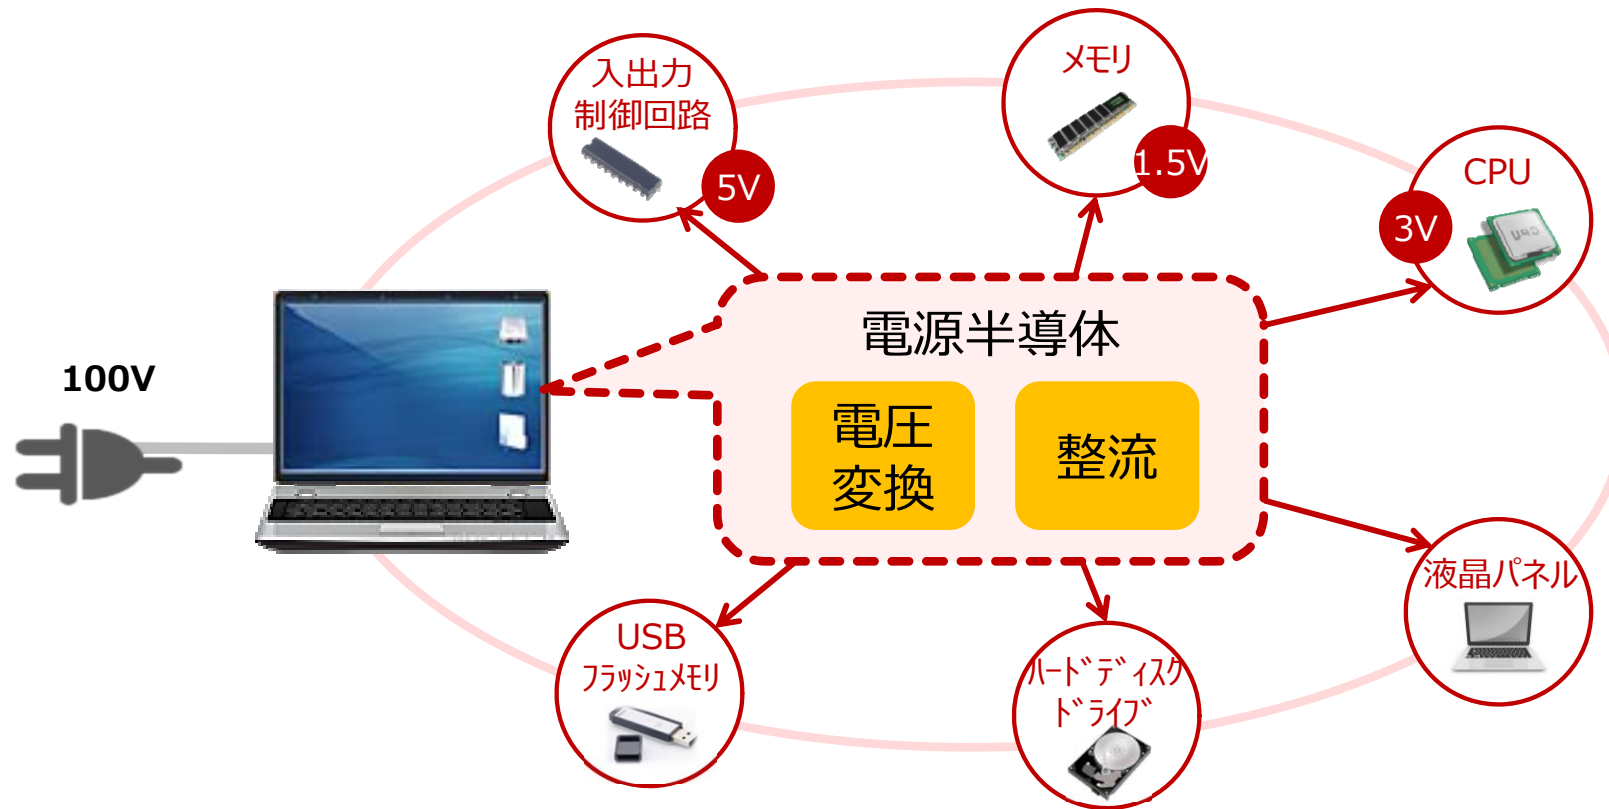 入出力
制御回路
5V
メモリ
1.5V
CPU
3V
100V
電源半導体
電圧
変換
整流
液晶パネル
USB
フラッシュメモリ
ハードディスク
ドライブ